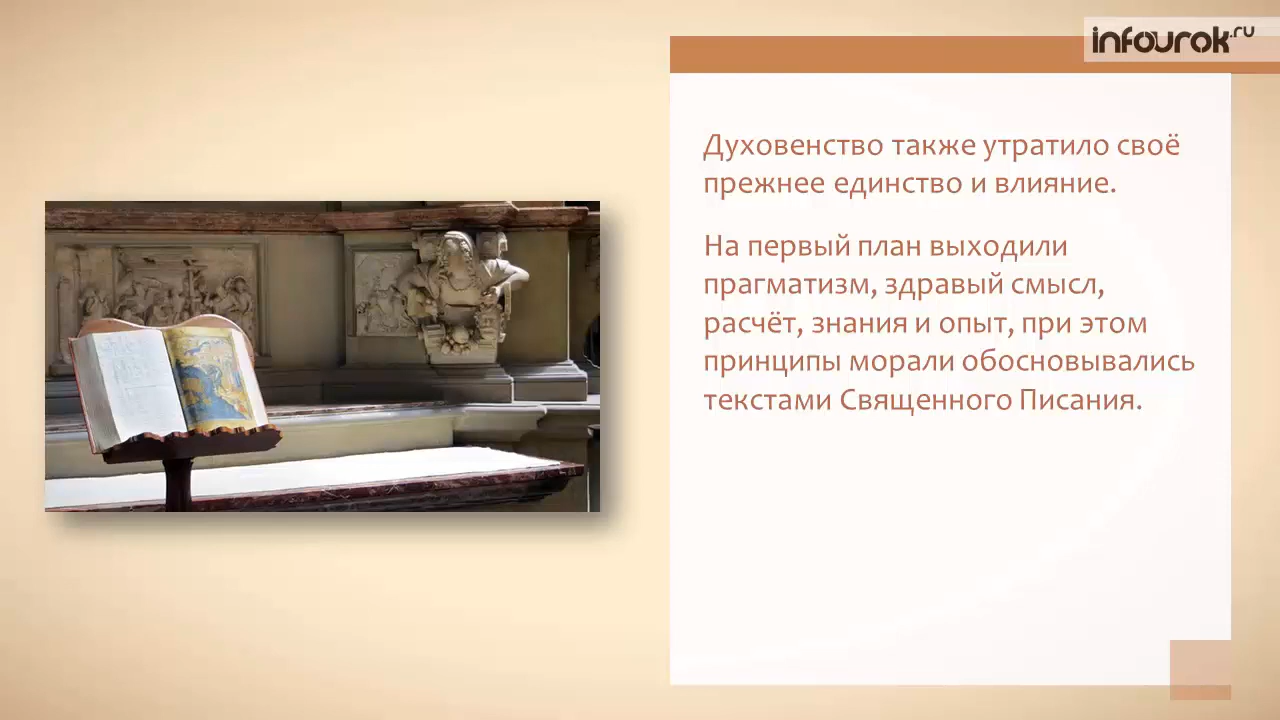 infourok.ru
Духовенство также утратило своё
прежнее единство и влияние.
На первый план выходили
прагматизм, здравый смысл,
расчёт, знания и опыт, при этом
принципы морали обосновывались
текстами Священного Писания.